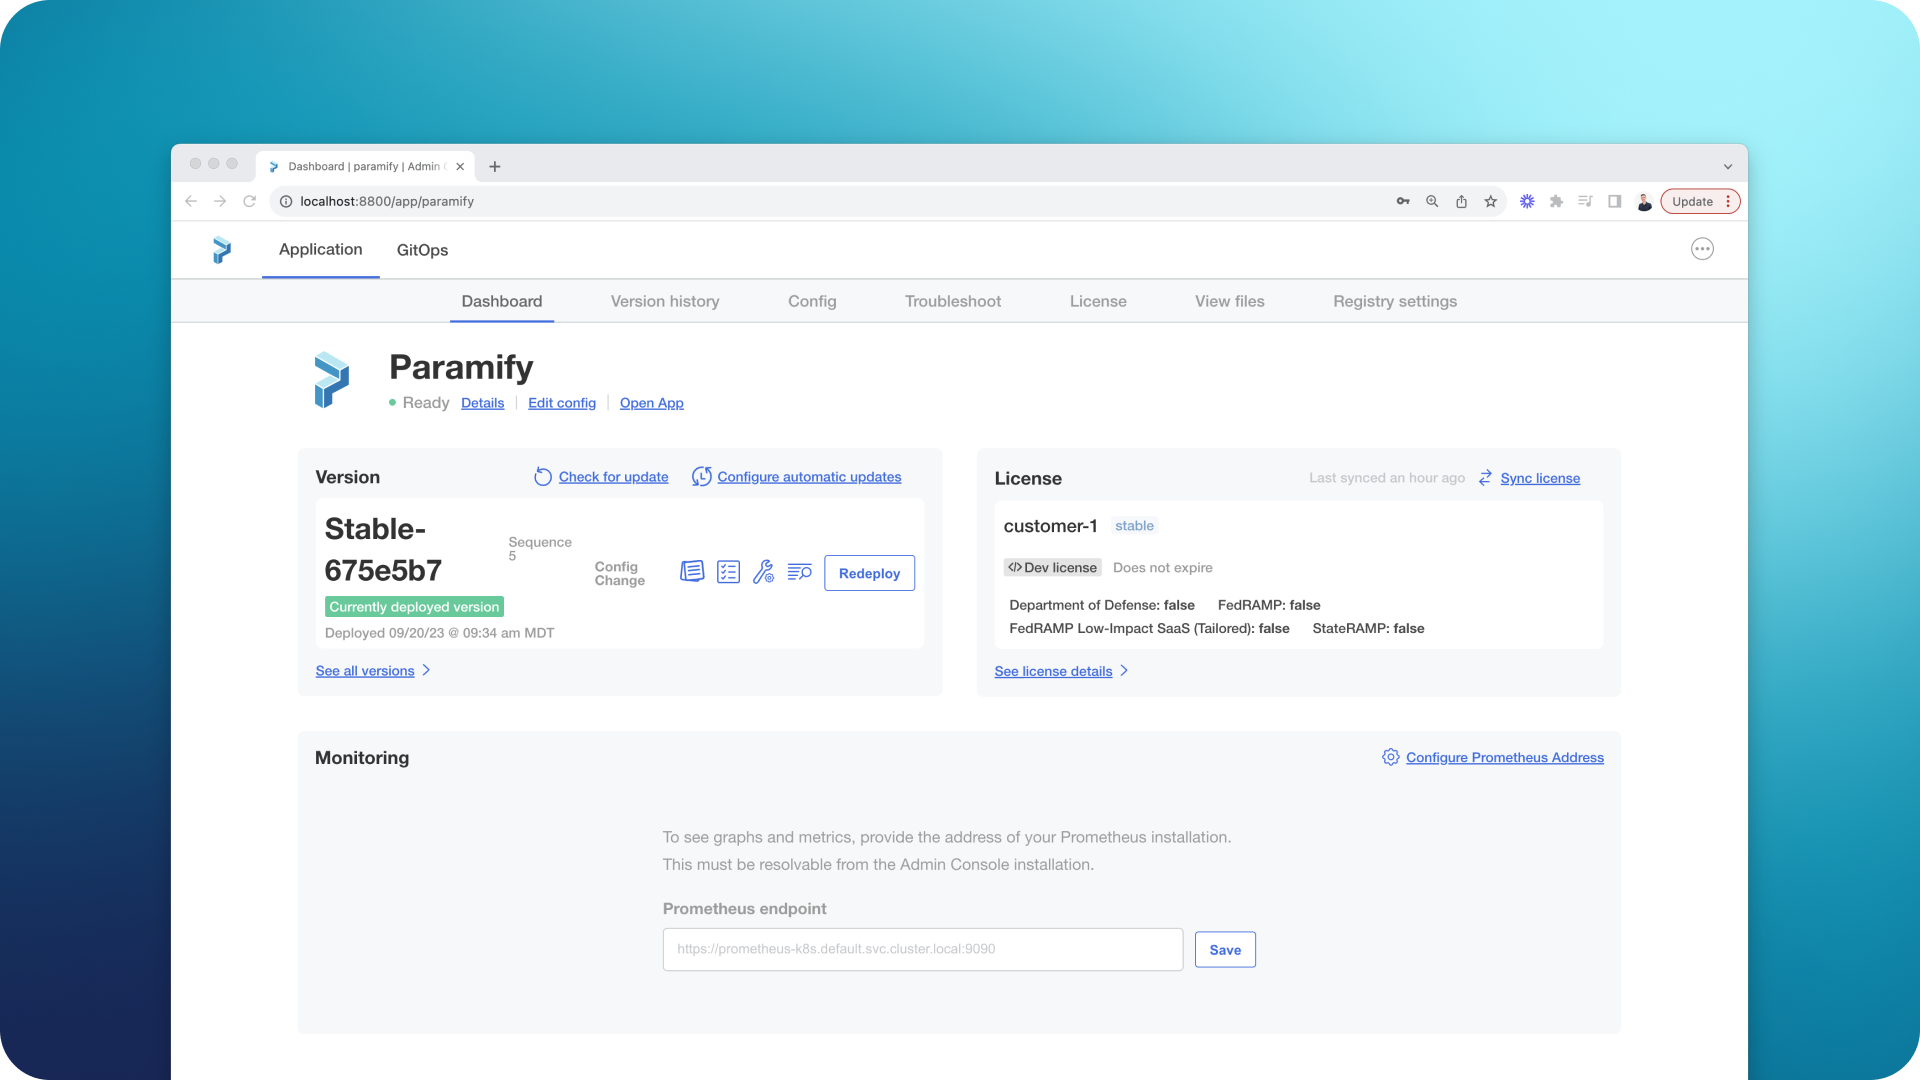 Dashboard | paramify | Admin
localhost:8800/app/paramify
Update
Application
GitOps
Dashboard
Version history
Config
Troubleshoot
License
View files
Registry settings
Paramify
Ready
Details
Edit config
Open App
Version
Check for update
Configure automatic updates
Stable-
675e5b7
Currently deployed version
Deployed 09/20/23 @ 09:34 am MDT
Sequence
5
Config
Change
Redeploy
See all versions
License
Last synced an hour ago
Sync license
customer-1
stable
Dev license
Does not expire
Department of Defense: false
FedRAMP: false
FedRAMP Low-Impact SaaS (Tailored): false
StateRAMP: false
See license details
Monitoring
Configure Prometheus Address
To see graphs and metrics, provide the address of your Prometheus installation.
This must be resolvable from the Admin Console installation.
Prometheus endpoint
https://prometheus-k8s.default.svc.cluster.local:9090
Save